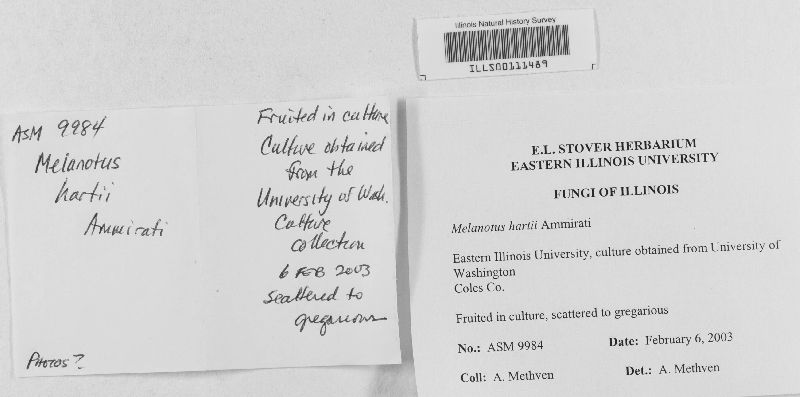 Illinois Natural History Survey
ILLS00111489
ASM 9984
Melanotus
hartii
Ammirati
Photos?
Fruited in culture
Culture obtained
from the
University of Wash.
Culture
Collection
6 FEB 2003
scattered to
gregarious
E.L. STOVER HERBARIUM
EASTERN ILLINOIS UNIVERSITY
FUNGI OF ILLINOIS
Melanotus hartii Ammirati
Eastern Illinois University, culture obtained from University of
Washington
Coles Co.
Fruited in culture, scattered to gregarious
No.: ASM 9984 Date: February 6, 2003
Coll: A. Methven Det.: A. Methven